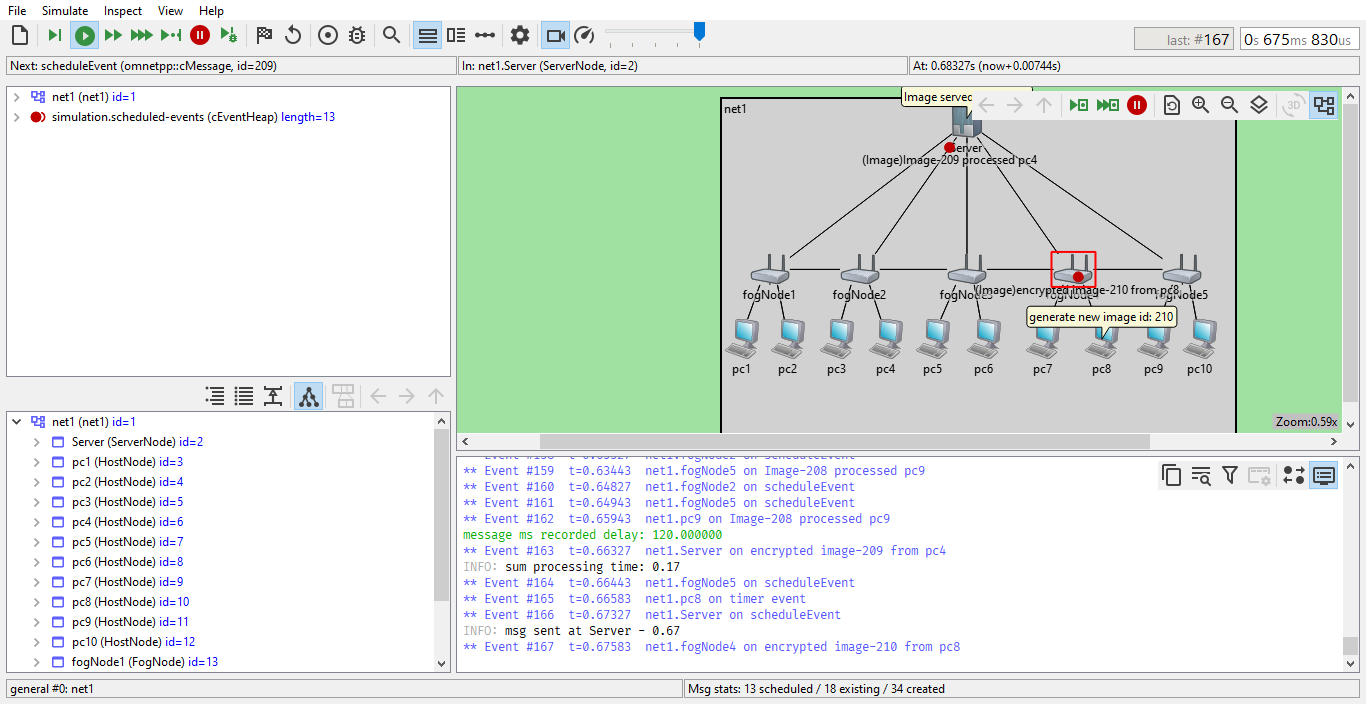 File Simulate Inspect View Help
last: #167 0s 675ms 830us
Next: scheduleEvent (omnetpp::cMessage, id=209) In: net1.Server (ServerNode, id=2) At: 0.68327s (now+0.00744s)
net1 (net1) id=1
simulation.scheduled-events (cEventHeap) length=13
Image served
3D
net1
Server
(Image)Image-209 processed pc4
fogNode1 fogNode2 fogNode3 fogNode4 fogNode5
(Image)encrypted image-210 from pc8
generate new image id: 210
pc1 pc2 pc3 pc4 pc5 pc6 pc7 pc8 pc9 pc10
Zoom:0.59x
net1 (net1) id=1
Server (ServerNode) id=2
pc1 (HostNode) id=3
pc2 (HostNode) id=4
pc3 (HostNode) id=5
pc4 (HostNode) id=6
pc5 (HostNode) id=7
pc6 (HostNode) id=8
pc7 (HostNode) id=9
pc8 (HostNode) id=10
pc9 (HostNode) id=11
pc10 (HostNode) id=12
fogNode1 (FogNode) id=13
** Event #159 t=0.63443 net1.fogNode5 on Image-208 processed pc9
** Event #160 t=0.64827 net1.fogNode2 on scheduleEvent
** Event #161 t=0.64943 net1.fogNode5 on scheduleEvent
** Event #162 t=0.65943 net1.pc9 on Image-208 processed pc9
message ms recorded delay: 120.000000
** Event #163 t=0.66327 net1.Server on encrypted image-209 from pc4
INFO: sum processing time: 0.17
** Event #164 t=0.66443 net1.fogNode5 on scheduleEvent
** Event #165 t=0.66583 net1.pc8 on timer event
** Event #166 t=0.67327 net1.Server on scheduleEvent
INFO: msg sent at Server - 0.67
** Event #167 t=0.67583 net1.fogNode4 on encrypted image-210 from pc8
general #0: net1 Msg stats: 13 scheduled / 18 existing / 34 created